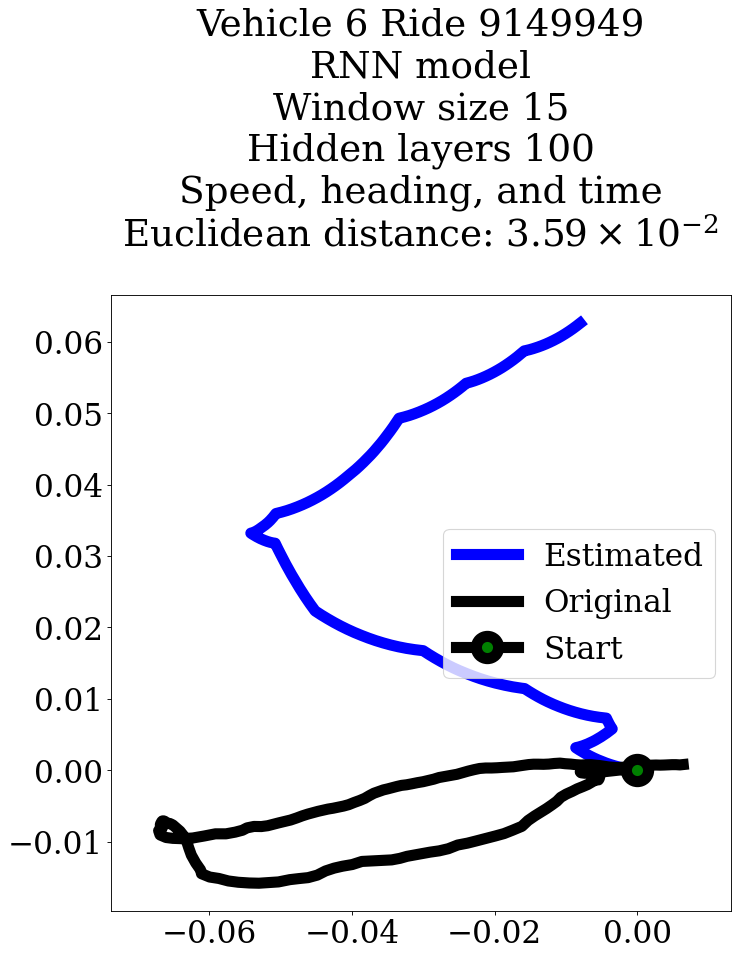 Vehicle 6 Ride 9149949
RNN model
Window size 15
Hidden layers 100
Speed, heading, and time
Euclidean distance: 3.59 × 10⁻²
0.06
0.05
0.04
0.03
0.02
0.01
0.00
−0.01
Estimated
Original
Start
−0.06 −0.04 −0.02 0.00